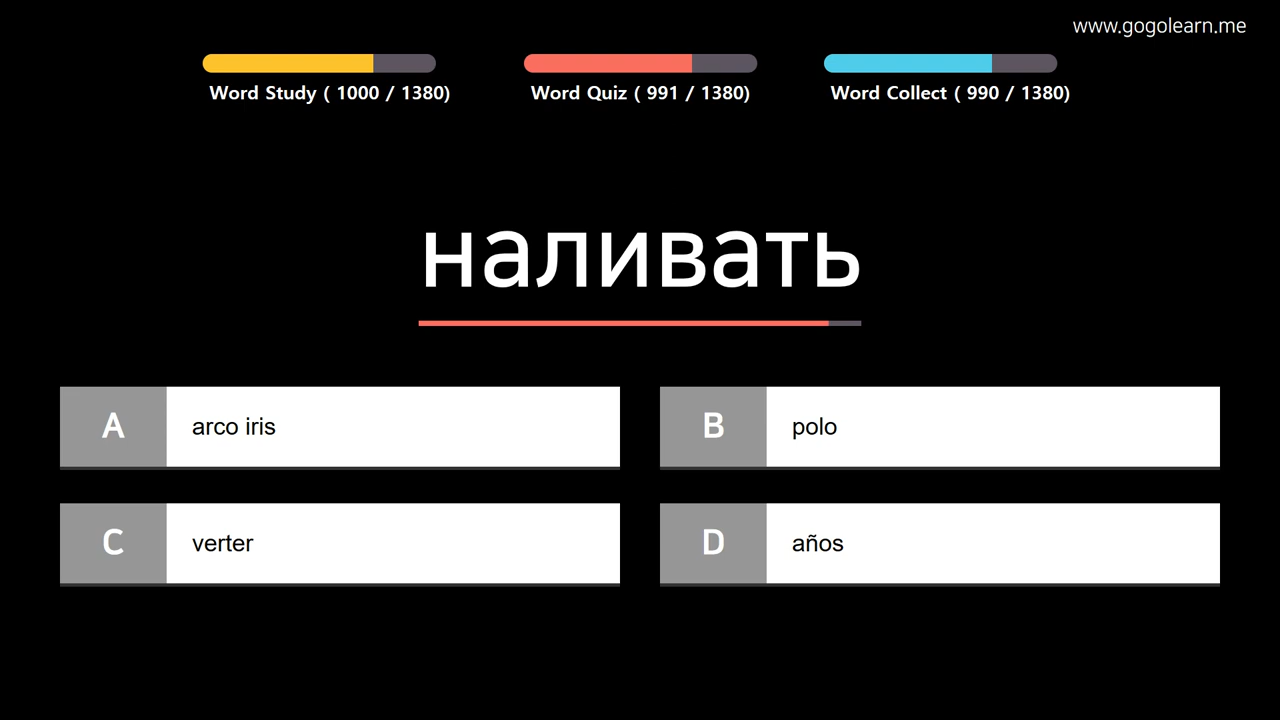 www.gogolearn.me
Word Study ( 1000 / 1380)
Word Quiz ( 991 / 1380)
Word Collect ( 990 / 1380)
наливать
A
arco iris
B
polo
C
verter
D
años